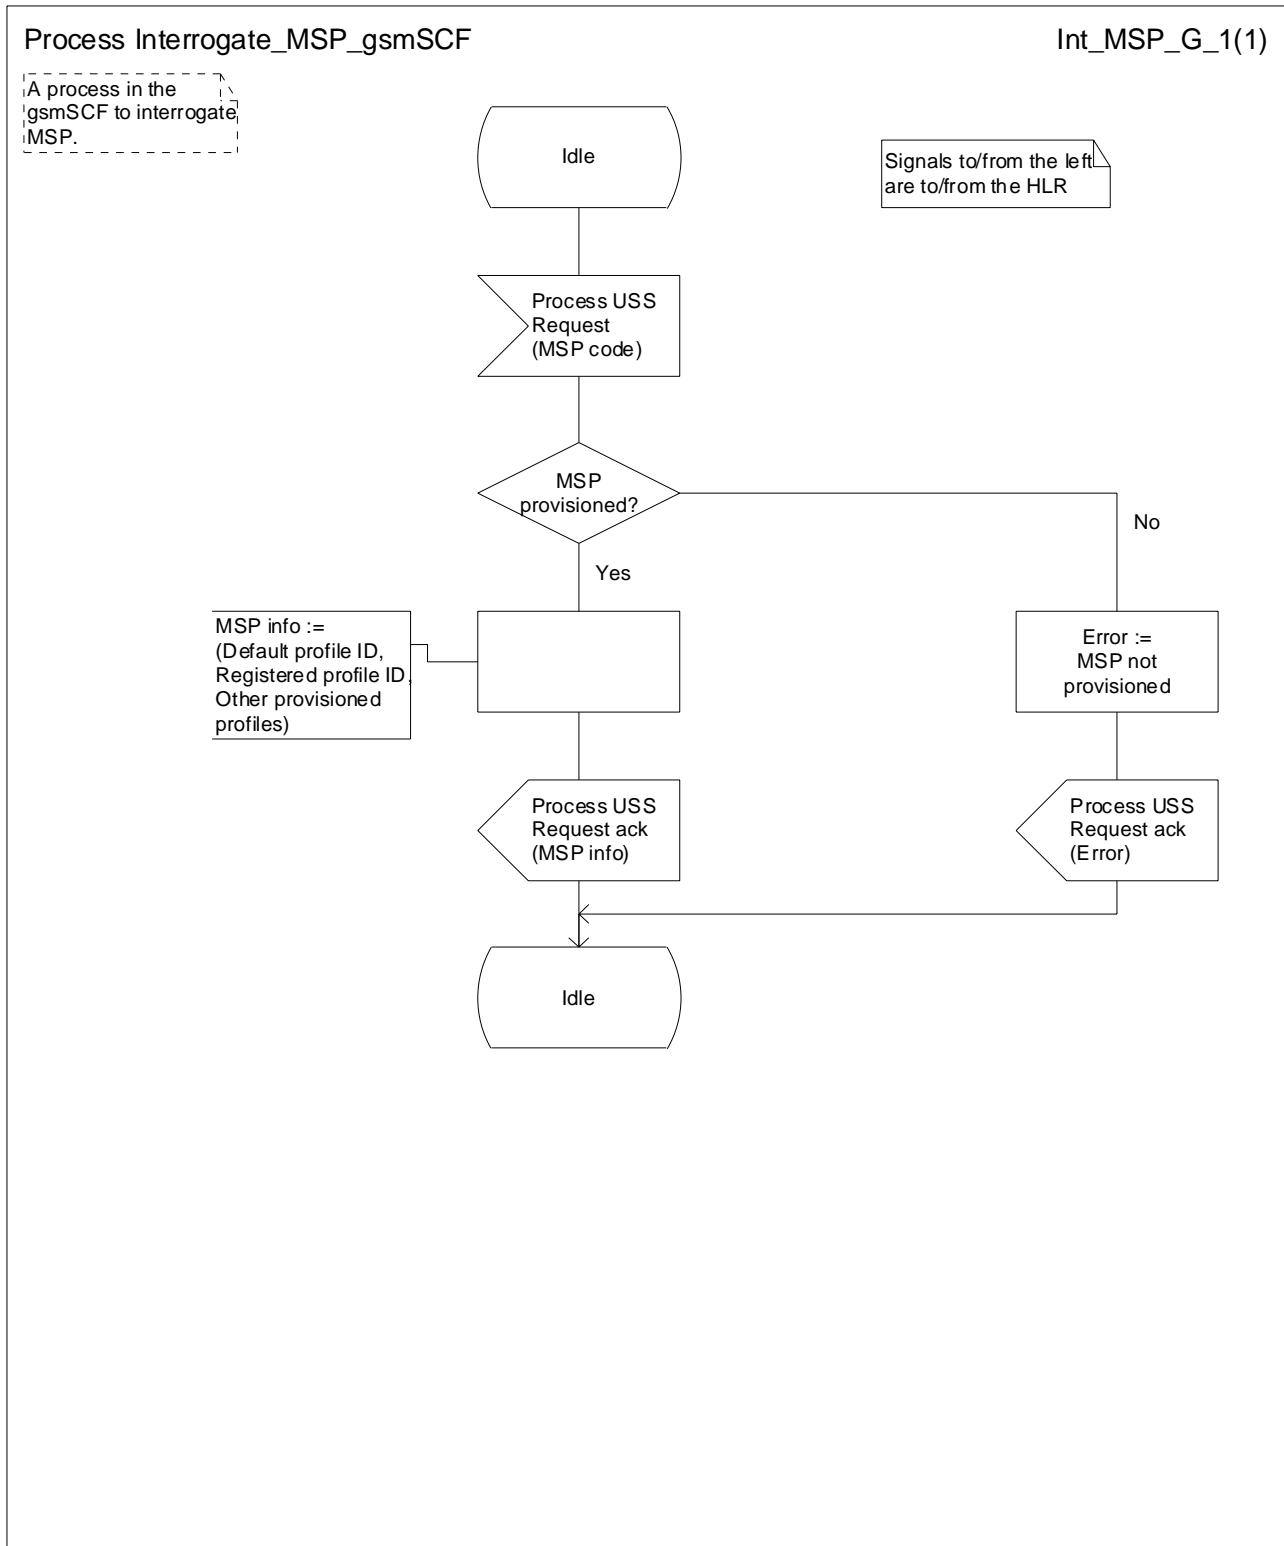 Process Interrogate_MSP_gsmSCF
Int_MSP_G_1(1)
A process in the
gsmSCF to interrogate
MSP.
Idle
Signals to/from the left
are to/from the HLR
Process USS
Request
(MSP code)
MSP
provisioned?
No
Yes
MSP info :=
(Default profile ID,
Registered profile ID,
Other provisioned
profiles)
Error :=
MSP not
provisioned
Process USS
Request ack
(MSP info)
Process USS
Request ack
(Error)
Idle